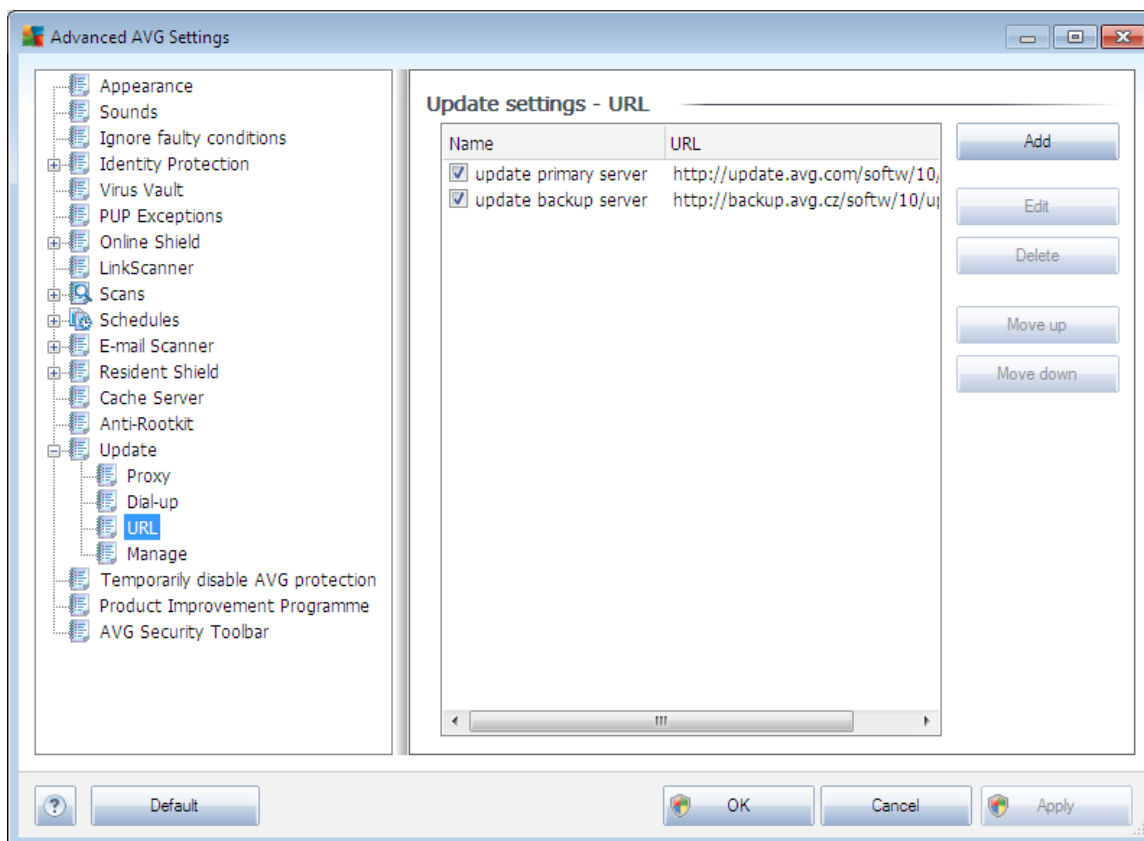 Advanced AVG Settings
Appearance
Sounds
Ignore faulty conditions
Identity Protection
Virus Vault
PUP Exceptions
Online Shield
LinkScanner
Scans
Schedules
E-mail Scanner
Resident Shield
Cache Server
Anti-Rootkit
Update
Proxy
Dial-up
URL
Manage
Temporarily disable AVG protection
Product Improvement Programme
AVG Security Toolbar
Update settings - URL
Name URL
update primary server http://update.avg.com/softw/10/
update backup server http://backup.avg.cz/softw/10/up
Add
Edit
Delete
Move up
Move down
? Default OK Cancel Apply